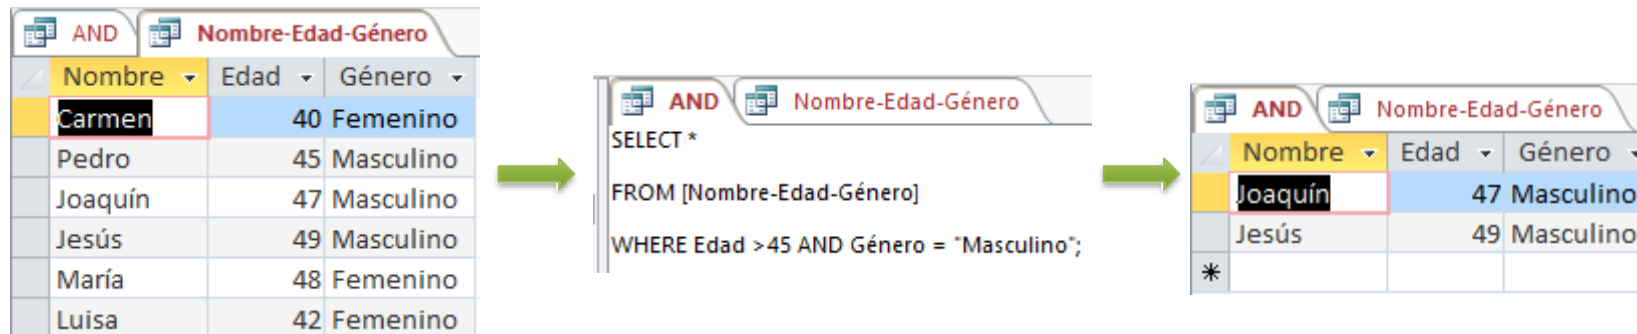 AND Nombre-Edad-Género
Nombre Edad Género
Carmen 40 Femenino
Pedro 45 Masculino
Joaquín 47 Masculino
Jesús 49 Masculino
María 48 Femenino
Luisa 42 Femenino
AND Nombre-Edad-Género
SELECT *
FROM [Nombre-Edad-Género]
WHERE Edad >45 AND Género = "Masculino";
AND Nombre-Edad-Género
Nombre Edad Género
Joaquín 47 Masculino
Jesús 49 Masculino